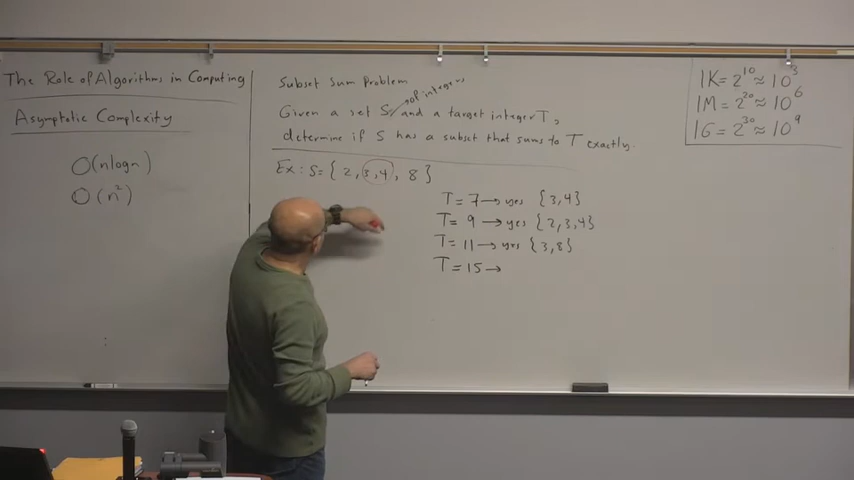 The Role of Algorithms in Computing
Asymptotic Complexity
O(nlogn)
O(n²)
Subset Sum Problem
Given a set S of integers and a target integer T,
determine if S has a subset that sums to T exactly.
Ex: S={2,3,4,8}
T=7→yes {3,4}
T=9→yes {2,3,4}
T=11→yes {3,8}
T=15→
1K=2¹⁰≈10³
1M=2²⁰≈10⁶
1G=2³⁰≈10⁹